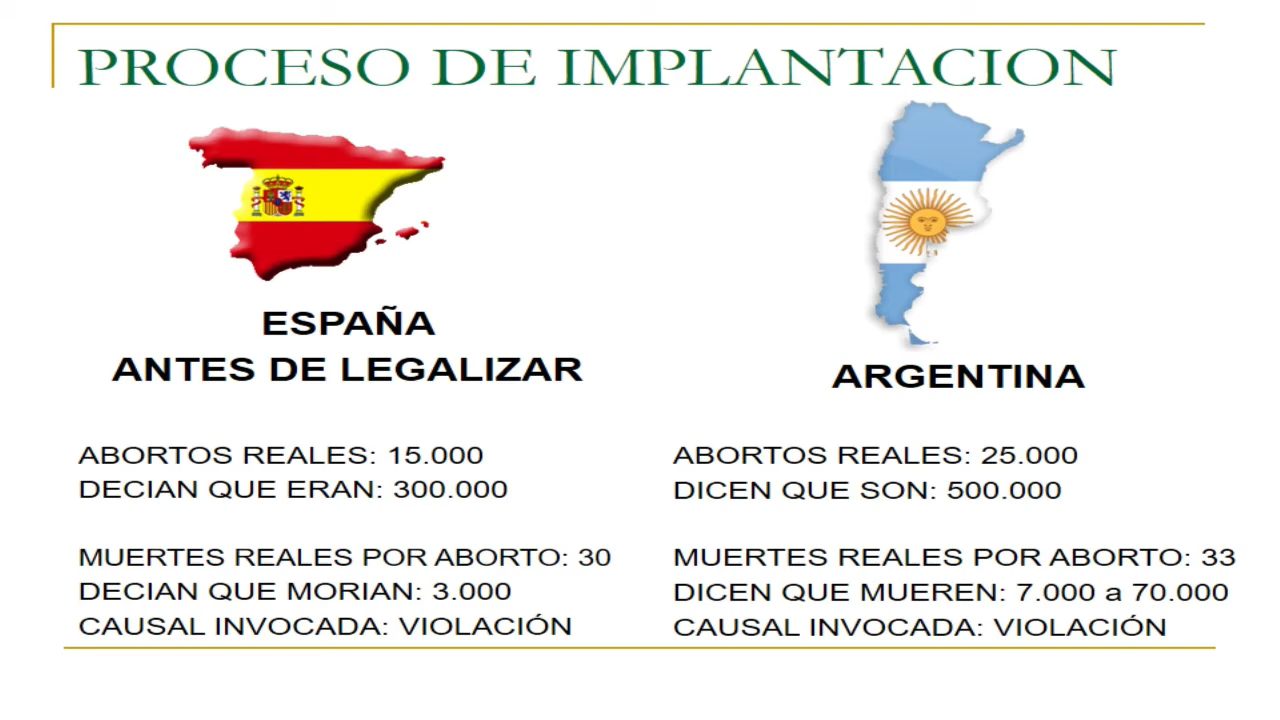 PROCESO DE IMPLANTACION
ESPAÑA
ANTES DE LEGALIZAR
ABORTOS REALES: 15.000
DECIAN QUE ERAN: 300.000
MUERTES REALES POR ABORTO: 30
DECIAN QUE MORIAN: 3.000
CAUSAL INVOCADA: VIOLACIÓN
ARGENTINA
ABORTOS REALES: 25.000
DICEN QUE SON: 500.000
MUERTES REALES POR ABORTO: 33
DICEN QUE MUEREN: 7.000 a 70.000
CAUSAL INVOCADA: VIOLACIÓN